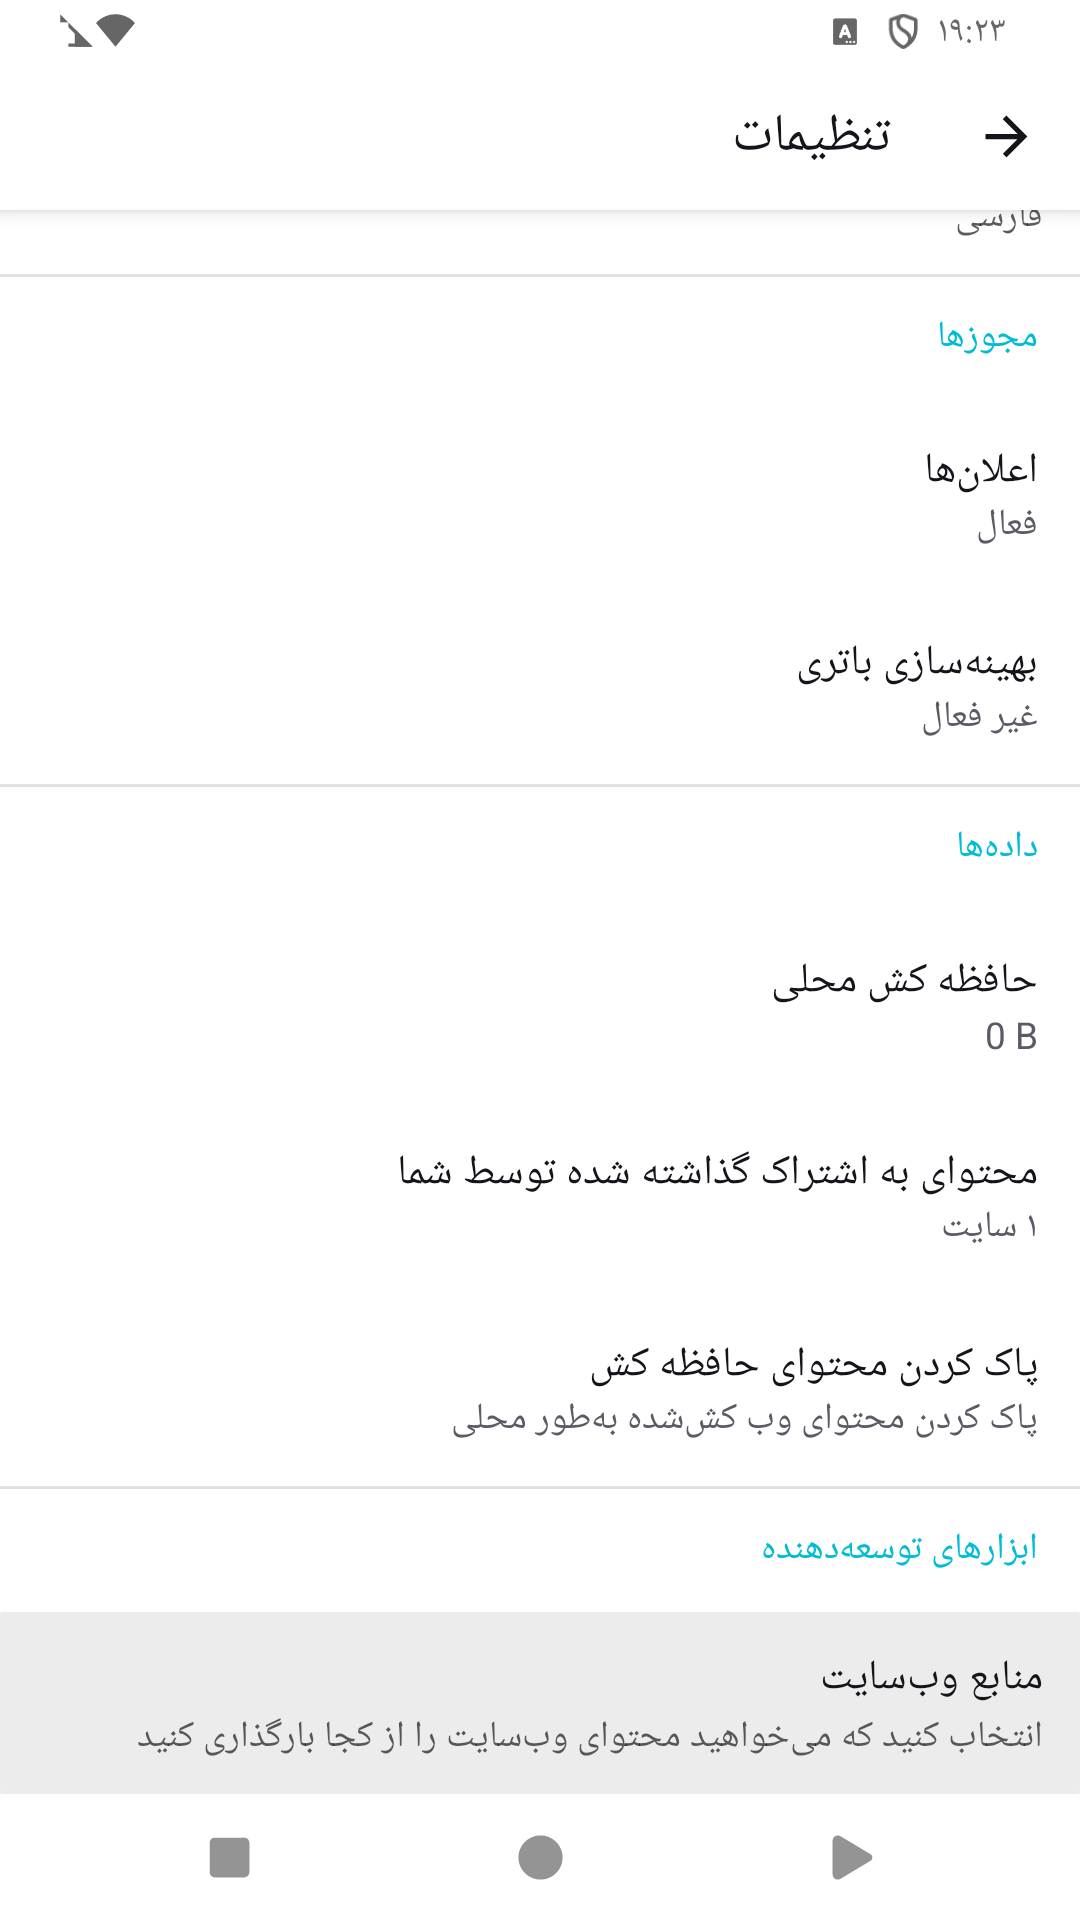 ۱۹:۲۳
تنظیمات
فارسی
مجوزها
اعلان‌ها
فعال
بهینه‌سازی باتری
غیر فعال
داده‌ها
حافظه کش محلی
0 B
محتوای به اشتراک گذاشته شده توسط شما
۱ سایت
پاک کردن محتوای حافظه کش
پاک کردن محتوای وب کش‌شده به‌طور محلی
ابزارهای توسعه‌دهنده
منابع وب‌سایت
انتخاب کنید که می‌خواهید محتوای وب‌سایت را از کجا بارگذاری کنید